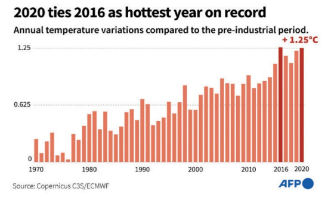 2020 ties 2016 as hottest year on record
Annual temperature variations compared to the pre-industrial period.
+ 1.25°C
1.25
0.625
0
1970 1980 1990 2000 2010 2016 2020
Source: Copernicus C3S/ECMWF
AFP